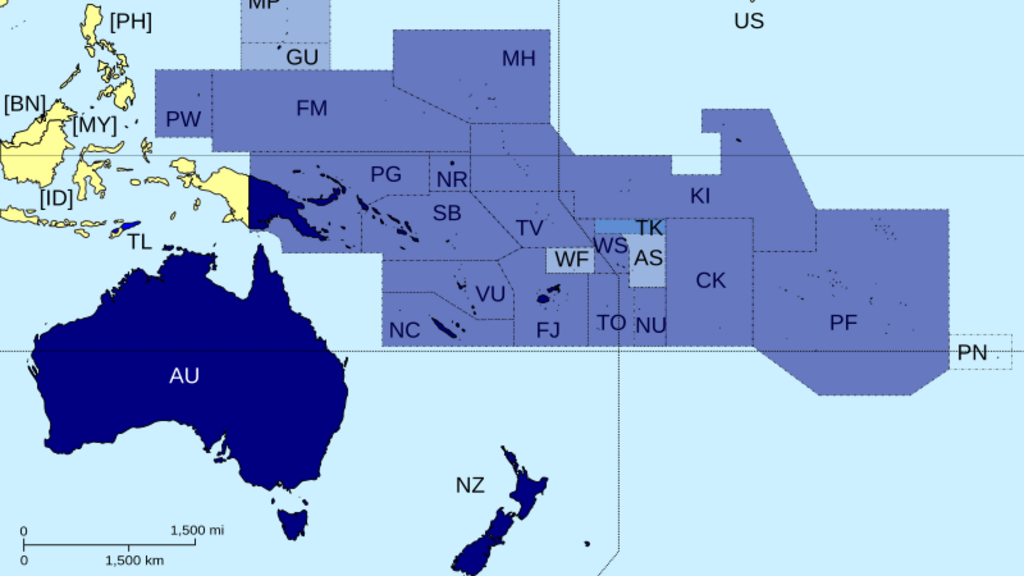 MP
US
[PH]
GU
MH
[BN]
PW
FM
[MY]
PG
NR
[ID]
KI
SB
TL
TV
TK
WS
WF
AS
CK
VU
NC
FJ
TO
NU
PF
PN
AU
NZ
0
1,500 mi
0
1,500 km